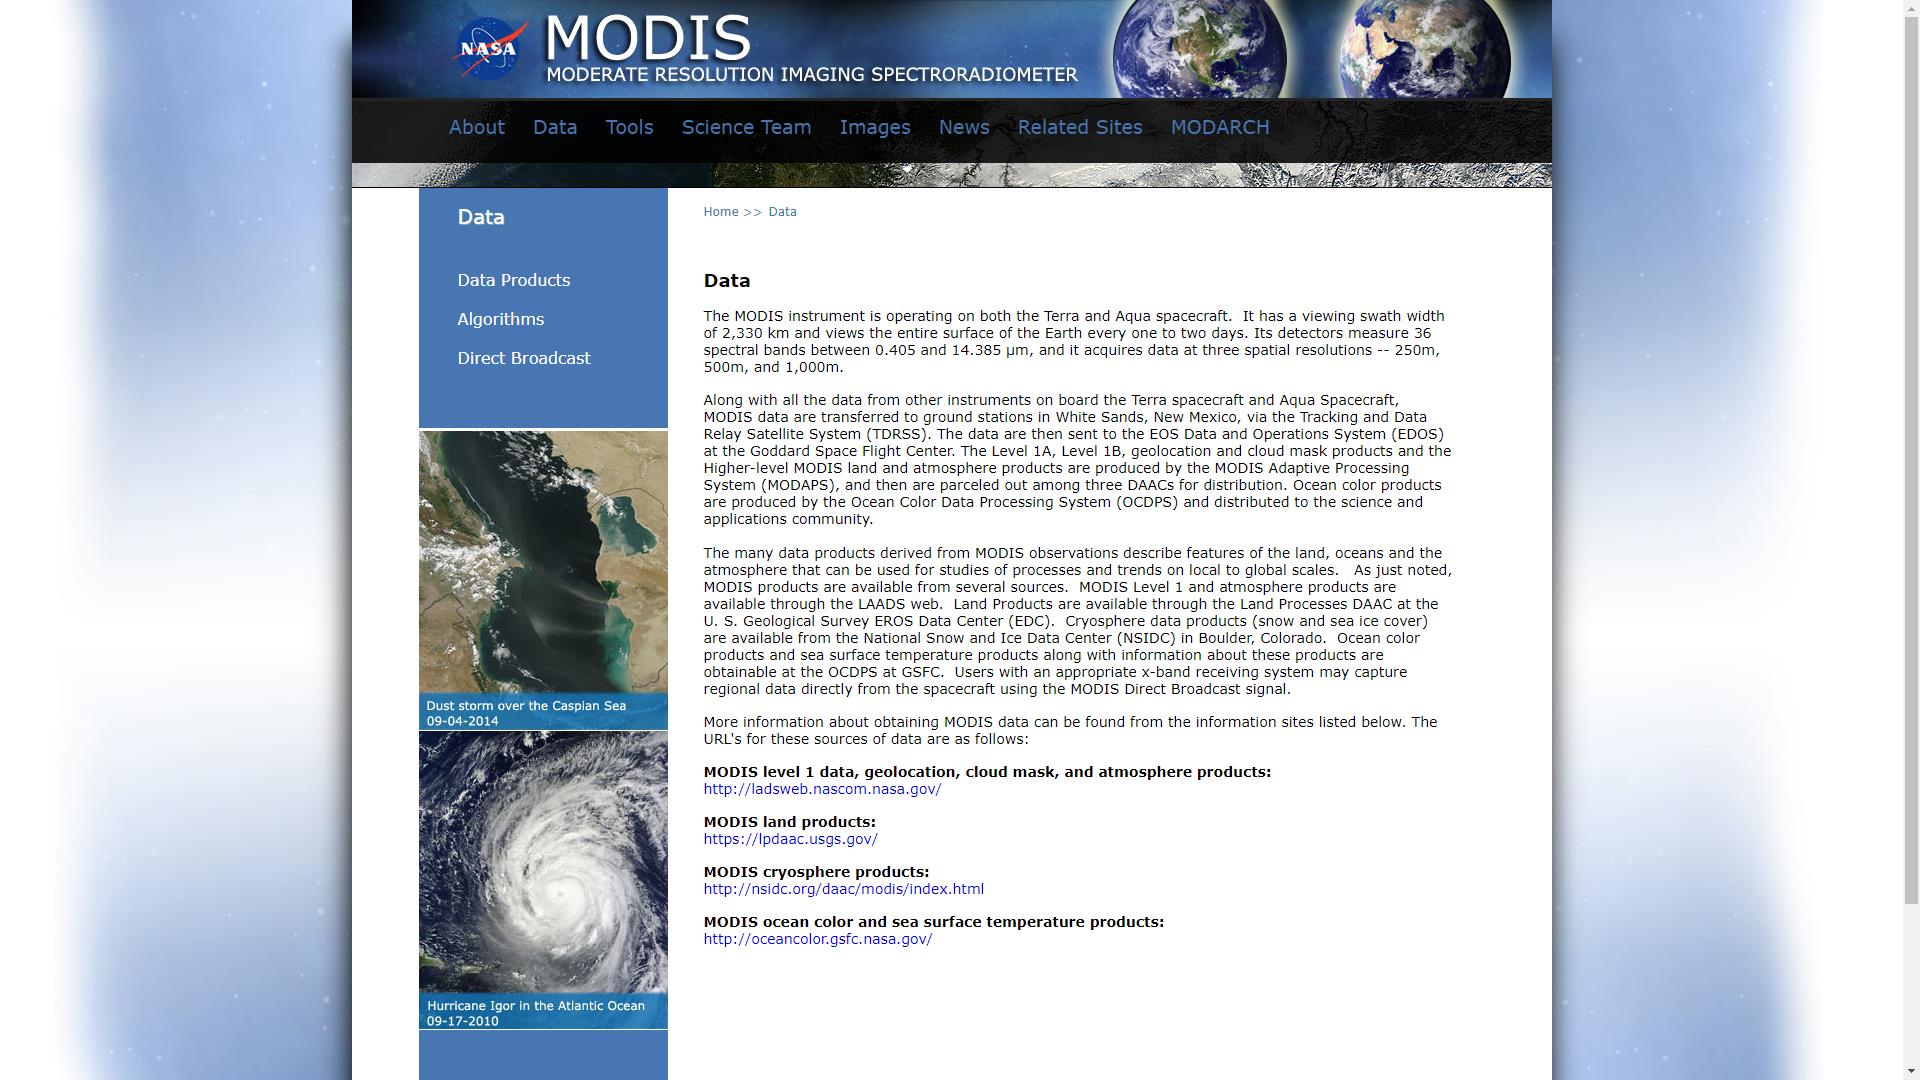 NASA
MODIS
MODERATE RESOLUTION IMAGING SPECTRORADIOMETER
About Data Tools Science Team Images News Related Sites MODARCH
Data
Data Products
Algorithms
Direct Broadcast
Dust storm over the Caspian Sea
09-04-2014
Hurricane Igor in the Atlantic Ocean
09-17-2010
Home >> Data
Data
The MODIS instrument is operating on both the Terra and Aqua spacecraft. It has a viewing swath width
of 2,330 km and views the entire surface of the Earth every one to two days. Its detectors measure 36
spectral bands between 0.405 and 14.385 µm, and it acquires data at three spatial resolutions -- 250m,
500m, and 1,000m.
Along with all the data from other instruments on board the Terra spacecraft and Aqua Spacecraft,
MODIS data are transferred to ground stations in White Sands, New Mexico, via the Tracking and Data
Relay Satellite System (TDRSS). The data are then sent to the EOS Data and Operations System (EDOS)
at the Goddard Space Flight Center. The Level 1A, Level 1B, geolocation and cloud mask products and the
Higher-level MODIS land and atmosphere products are produced by the MODIS Adaptive Processing
System (MODAPS), and then are parceled out among three DAACs for distribution. Ocean color products
are produced by the Ocean Color Data Processing System (OCDPS) and distributed to the science and
applications community.
The many data products derived from MODIS observations describe features of the land, oceans and the
atmosphere that can be used for studies of processes and trends on local to global scales. As just noted,
MODIS products are available from several sources. MODIS Level 1 and atmosphere products are
available through the LAADS web. Land Products are available through the Land Processes DAAC at the
U. S. Geological Survey EROS Data Center (EDC). Cryosphere data products (snow and sea ice cover)
are available from the National Snow and Ice Data Center (NSIDC) in Boulder, Colorado. Ocean color
products and sea surface temperature products along with information about these products are
obtainable at the OCDPS at GSFC. Users with an appropriate x-band receiving system may capture
regional data directly from the spacecraft using the MODIS Direct Broadcast signal.
More information about obtaining MODIS data can be found from the information sites listed below. The
URL's for these sources of data are as follows:
MODIS level 1 data, geolocation, cloud mask, and atmosphere products:
http://ladsweb.nascom.nasa.gov/
MODIS land products:
https://lpdaac.usgs.gov/
MODIS cryosphere products:
http://nsidc.org/daac/modis/index.html
MODIS ocean color and sea surface temperature products:
http://oceancolor.gsfc.nasa.gov/